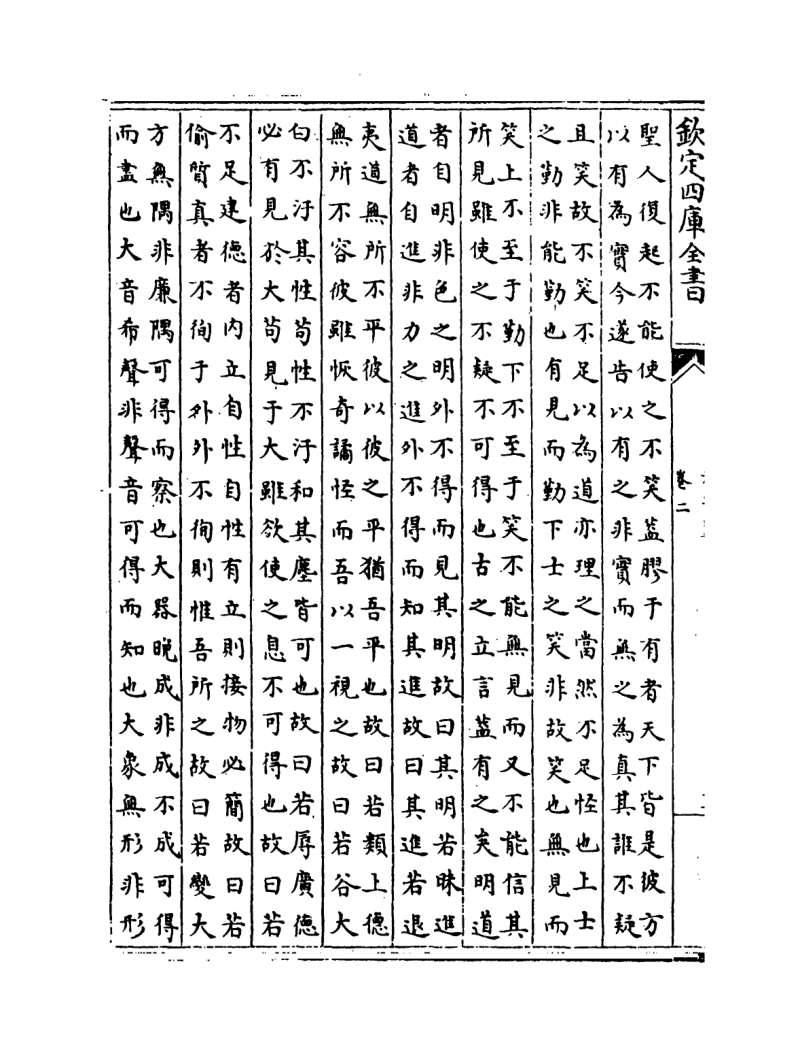 欽定四庫全書
卷二
聖人復起不能使之不笑葢膠于有者天下皆是彼方
以有為實今遂告以有之非實而無之為真其誰不疑
且笑故不笑不足以為道亦理之當然不足怪也上士
之勤非能勤也有見而勤下士之笑非故笑也無見而
笑上不至于勤下不至于笑不能無見而又不能信其
所見雖使之不疑不可得也古之立言葢有之矣明道
者自明非色之明外不得而見其明故曰其明若昧進
道者自進非力之進外不得而知其進故曰其進若退
夷道無所不平彼以彼之平猶吾平也故曰若類上德
無所不容彼雖恢奇譎怪而吾以一視之故曰若谷大
白不汙其性茍性不汙和其塵皆可也故曰若辱廣德
必有見於大茍見于大雖欲使之息不可得也故曰若
不足建德者内立自性自性有立則接物必簡故曰若
偷質真者不徇于外外不徇則惟吾所之故曰若變大
方無隅非廉隅可得而察也大器晚成非成不成可得
而盡也大音希聲非聲音可得而知也大象無形非形